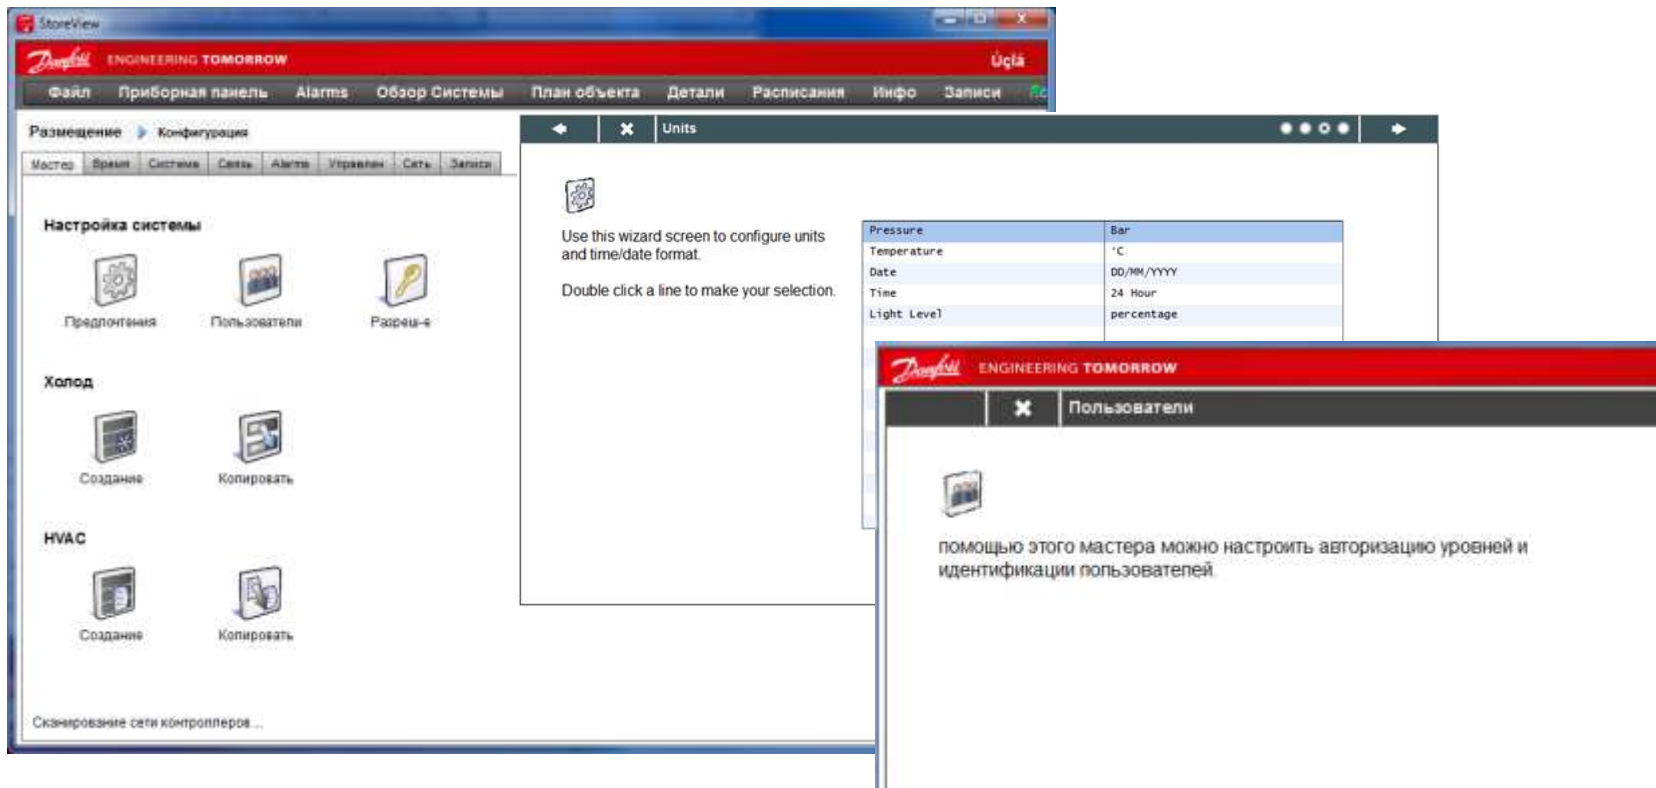 StoreView
Danfoss ENGINEERING TOMORROW Úçlá
Файл Приборная панель Alarms Обзор Системы План объекта Детали Расписания Инфо Записи
Размещение Конфигурация
Мастер Время Система Связь Alarms Управлен Сеть Записи
Настройка системы
Предпочтения Пользователи Разреш-е
Холод
Создание Копировать
HVAC
Создание Копировать
Сканирование сети контроллеров ...
Units
Use this wizard screen to configure units
and time/date format.
Double click a line to make your selection.
Pressure Bar
Temperature °C
Date DD/MM/YYYY
Time 24 Hour
Light Level percentage
Danfoss ENGINEERING TOMORROW
Пользователи
помощью этого мастера можно настроить авторизацию уровней и
идентификации пользователей